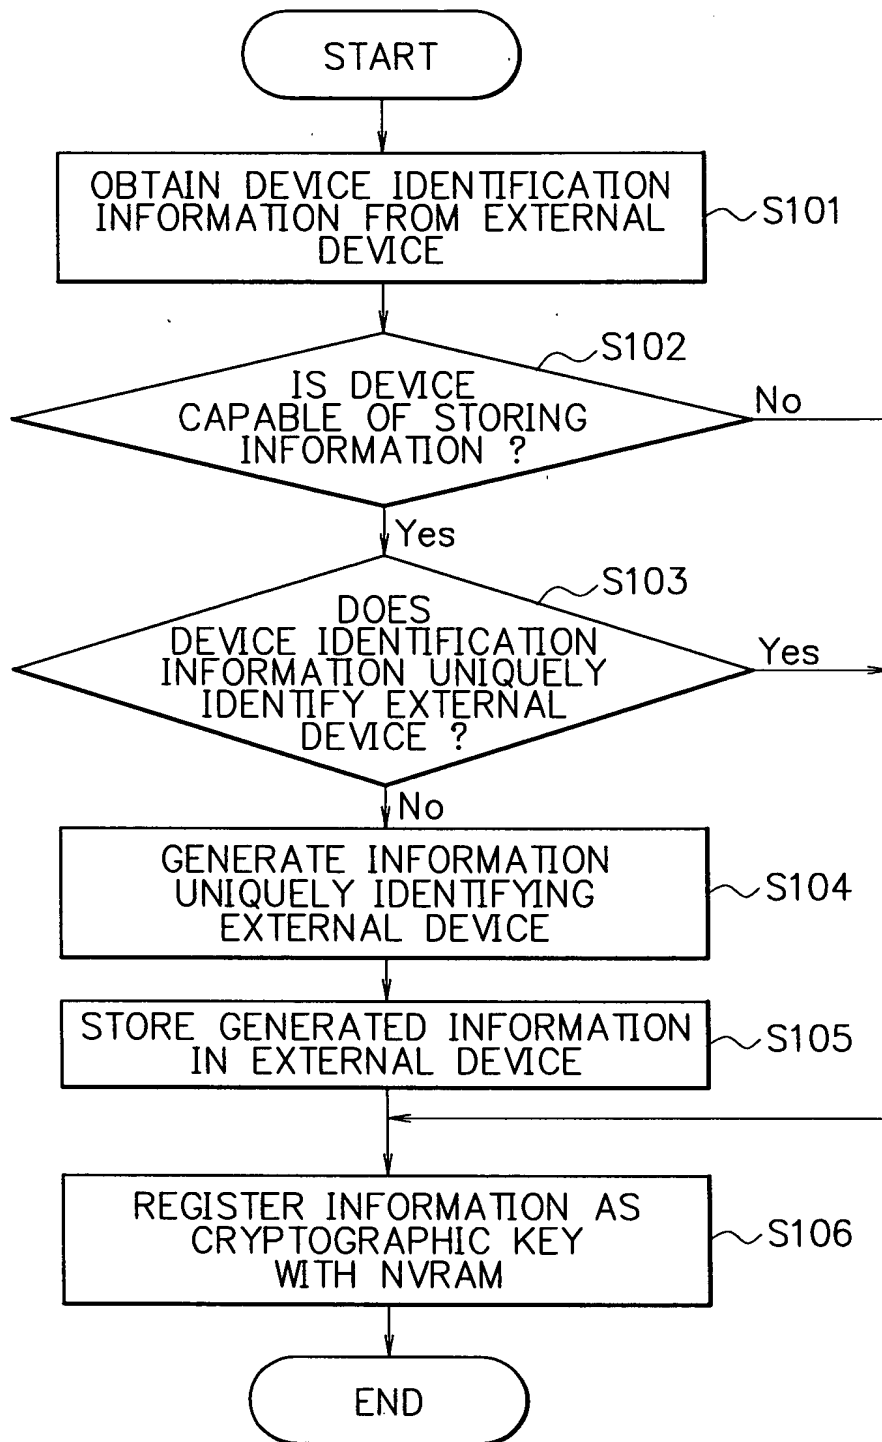 START
OBTAIN DEVICE IDENTIFICATION
INFORMATION FROM EXTERNAL
DEVICE
S101
S102
IS DEVICE
CAPABLE OF STORING
INFORMATION ?
No
Yes
S103
DOES
DEVICE IDENTIFICATION
INFORMATION UNIQUELY
IDENTIFY EXTERNAL
DEVICE ?
Yes
No
GENERATE INFORMATION
UNIQUELY IDENTIFYING
EXTERNAL DEVICE
S104
STORE GENERATED INFORMATION
IN EXTERNAL DEVICE
S105
REGISTER INFORMATION AS
CRYPTOGRAPHIC KEY
WITH NVRAM
S106
END